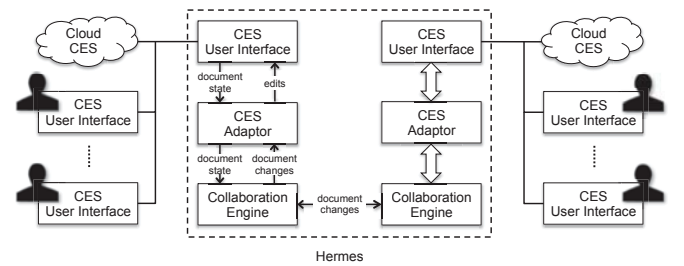 Cloud
CES
CES
User Interface
CES
User Interface
CES
User Interface
document
state
edits
CES
Adaptor
document
state
document
changes
Collaboration
Engine
document
changes
CES
User Interface
CES
Adaptor
Collaboration
Engine
Cloud
CES
CES
User Interface
CES
User Interface
Hermes